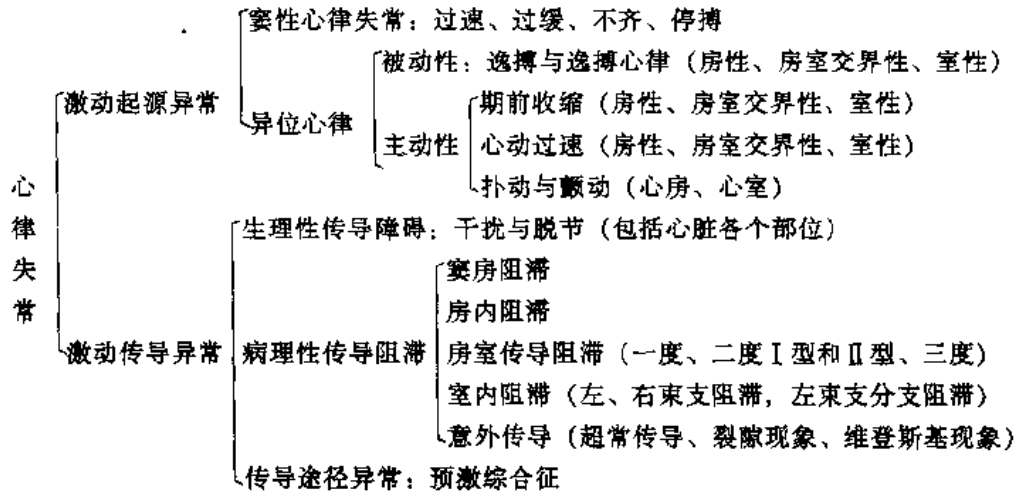 心律失常
激动起源异常
窦性心律失常：过速、过缓、不齐、停搏
异位心律
被动性：逸搏与逸搏心律（房性、房室交界性、室性）
主动性
期前收缩（房性、房室交界性、室性）
心动过速（房性、房室交界性、室性）
扑动与颤动（心房、心室）
激动传导异常
生理性传导障碍：干扰与脱节（包括心脏各个部位）
病理性传导阻滞
窦房阻滞
房内阻滞
房室传导阻滞（一度、二度Ⅰ型和Ⅱ型、三度）
室内阻滞（左、右束支阻滞，左束支分支阻滞）
意外传导（超常传导、裂隙现象、维登斯基现象）
传导途径异常：预激综合征